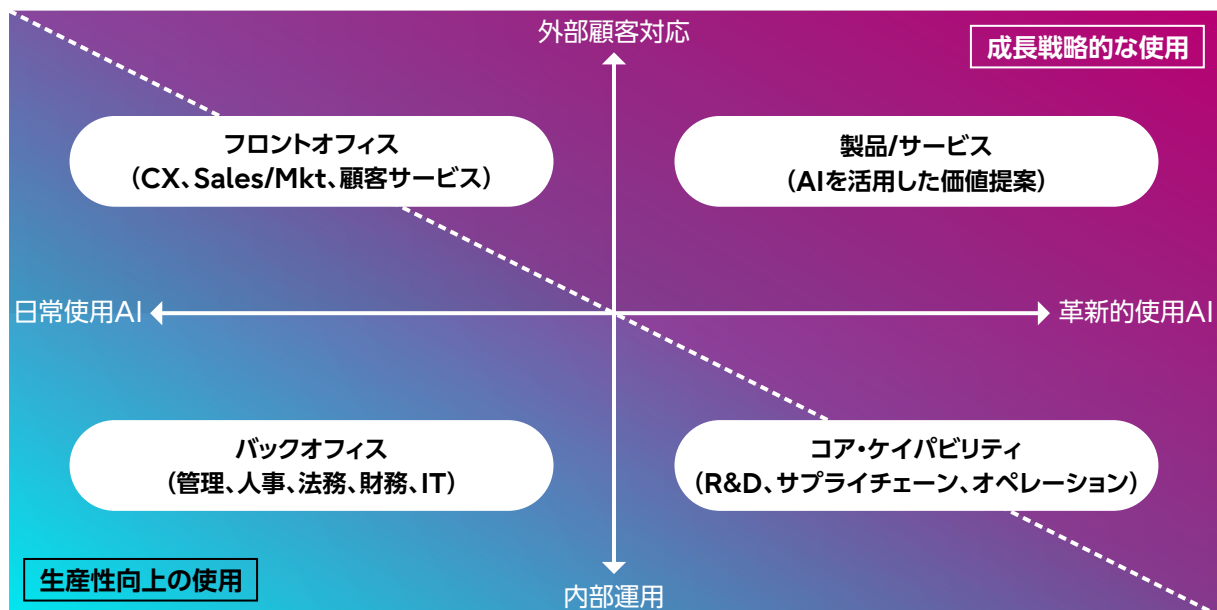 外部顧客対応
成長戦略的な使用
フロントオフィス
（CX、Sales/Mkt、顧客サービス）
製品/サービス
（AIを活用した価値提案）
日常使用AI
革新的使用AI
バックオフィス
（管理、人事、法務、財務、IT）
コア・ケイパビリティ
（R&D、サプライチェーン、オペレーション）
生産性向上の使用
内部運用